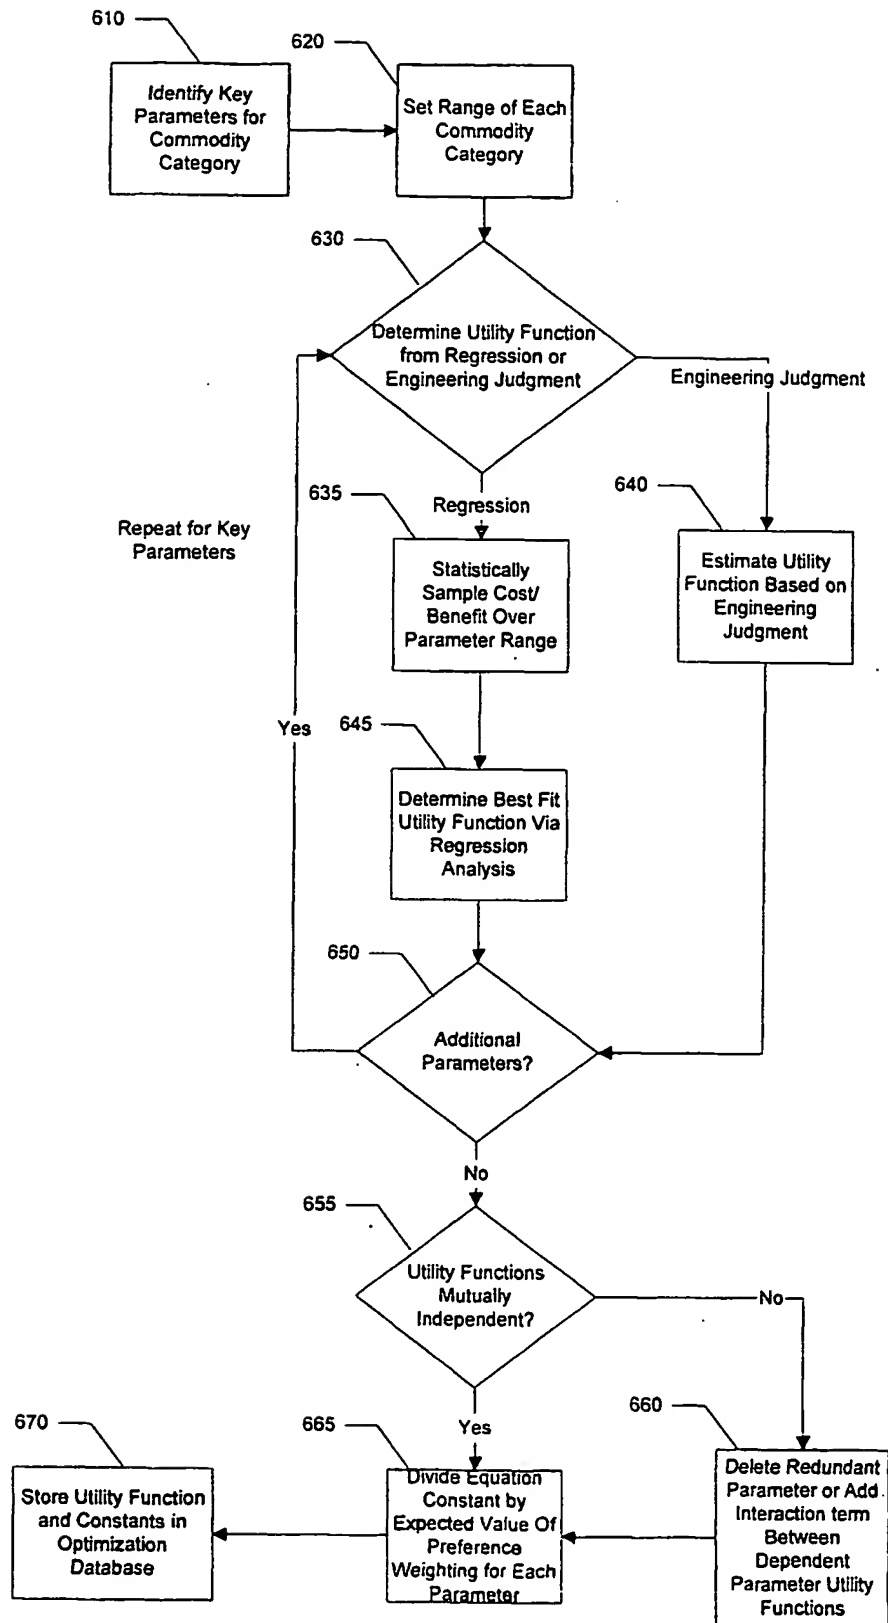 610
620
Identify Key
Parameters for
Commodity
Category
Set Range of Each
Commodity
Category
630
Determine Utility Function
from Regression or
Engineering Judgment
Engineering Judgment
635
Regression
640
Repeat for Key
Parameters
Statistically
Sample Cost/
Benefit Over
Parameter Range
Estimate Utility
Function Based on
Engineering
Judgment
Yes
645
Determine Best Fit
Utility Function Via
Regression
Analysis
650
Additional
Parameters?
No
655
Utility Functions
Mutually
Independent?
No
670
665
Yes
660
Store Utility Function
and Constants in
Optimization
Database
Divide Equation
Constant by
Expected Value Of
Preference
Weighting for Each
Parameter
Delete Redundant
Parameter or Add
Interaction term
Between
Dependent
Parameter Utility
Functions